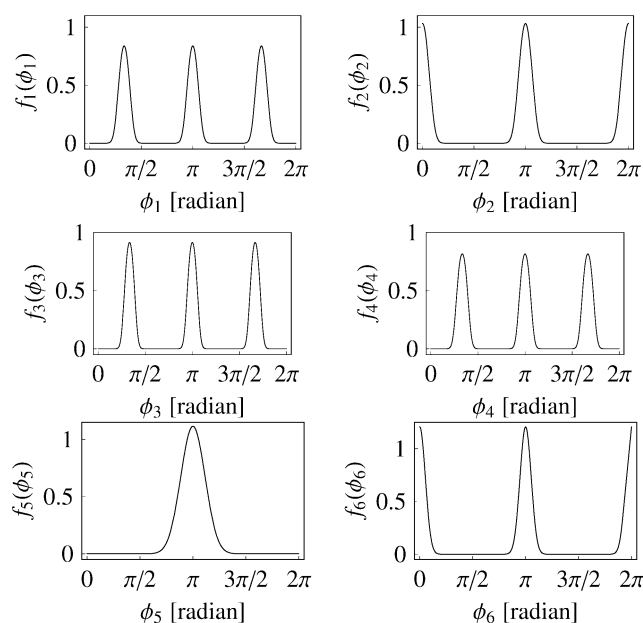 f₁(ϕ₁)
1
0.5
0
0 π/2 π 3π/2 2π
ϕ₁ [radian]
f₂(ϕ₂)
1
0.5
0
0 π/2 π 3π/2 2π
ϕ₂ [radian]
f₃(ϕ₃)
1
0.5
0
0 π/2 π 3π/2 2π
ϕ₃ [radian]
f₄(ϕ₄)
1
0.5
0
0 π/2 π 3π/2 2π
ϕ₄ [radian]
f₅(ϕ₅)
1
0.5
0
0 π/2 π 3π/2 2π
ϕ₅ [radian]
f₆(ϕ₆)
1
0.5
0
0 π/2 π 3π/2 2π
ϕ₆ [radian]